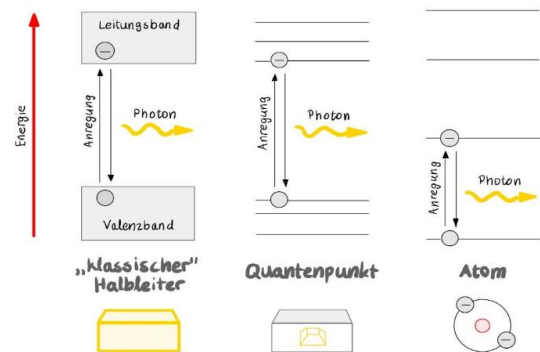 Energie
Leitungsband
Anregung
Photon
Valenzband
„klassischer"
Halbleiter
Anregung
Photon
Quantenpunkt
Anregung
Photon
Atom